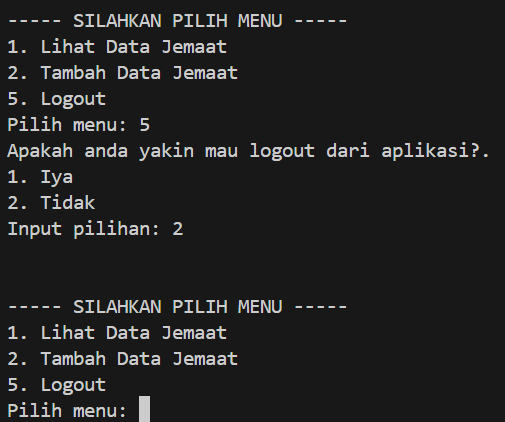 ----- SILAHKAN PILIH MENU -----
1. Lihat Data Jemaat
2. Tambah Data Jemaat
5. Logout
Pilih menu: 5
Apakah anda yakin mau logout dari aplikasi?.
1. Iya
2. Tidak
Input pilihan: 2
----- SILAHKAN PILIH MENU -----
1. Lihat Data Jemaat
2. Tambah Data Jemaat
5. Logout
Pilih menu: